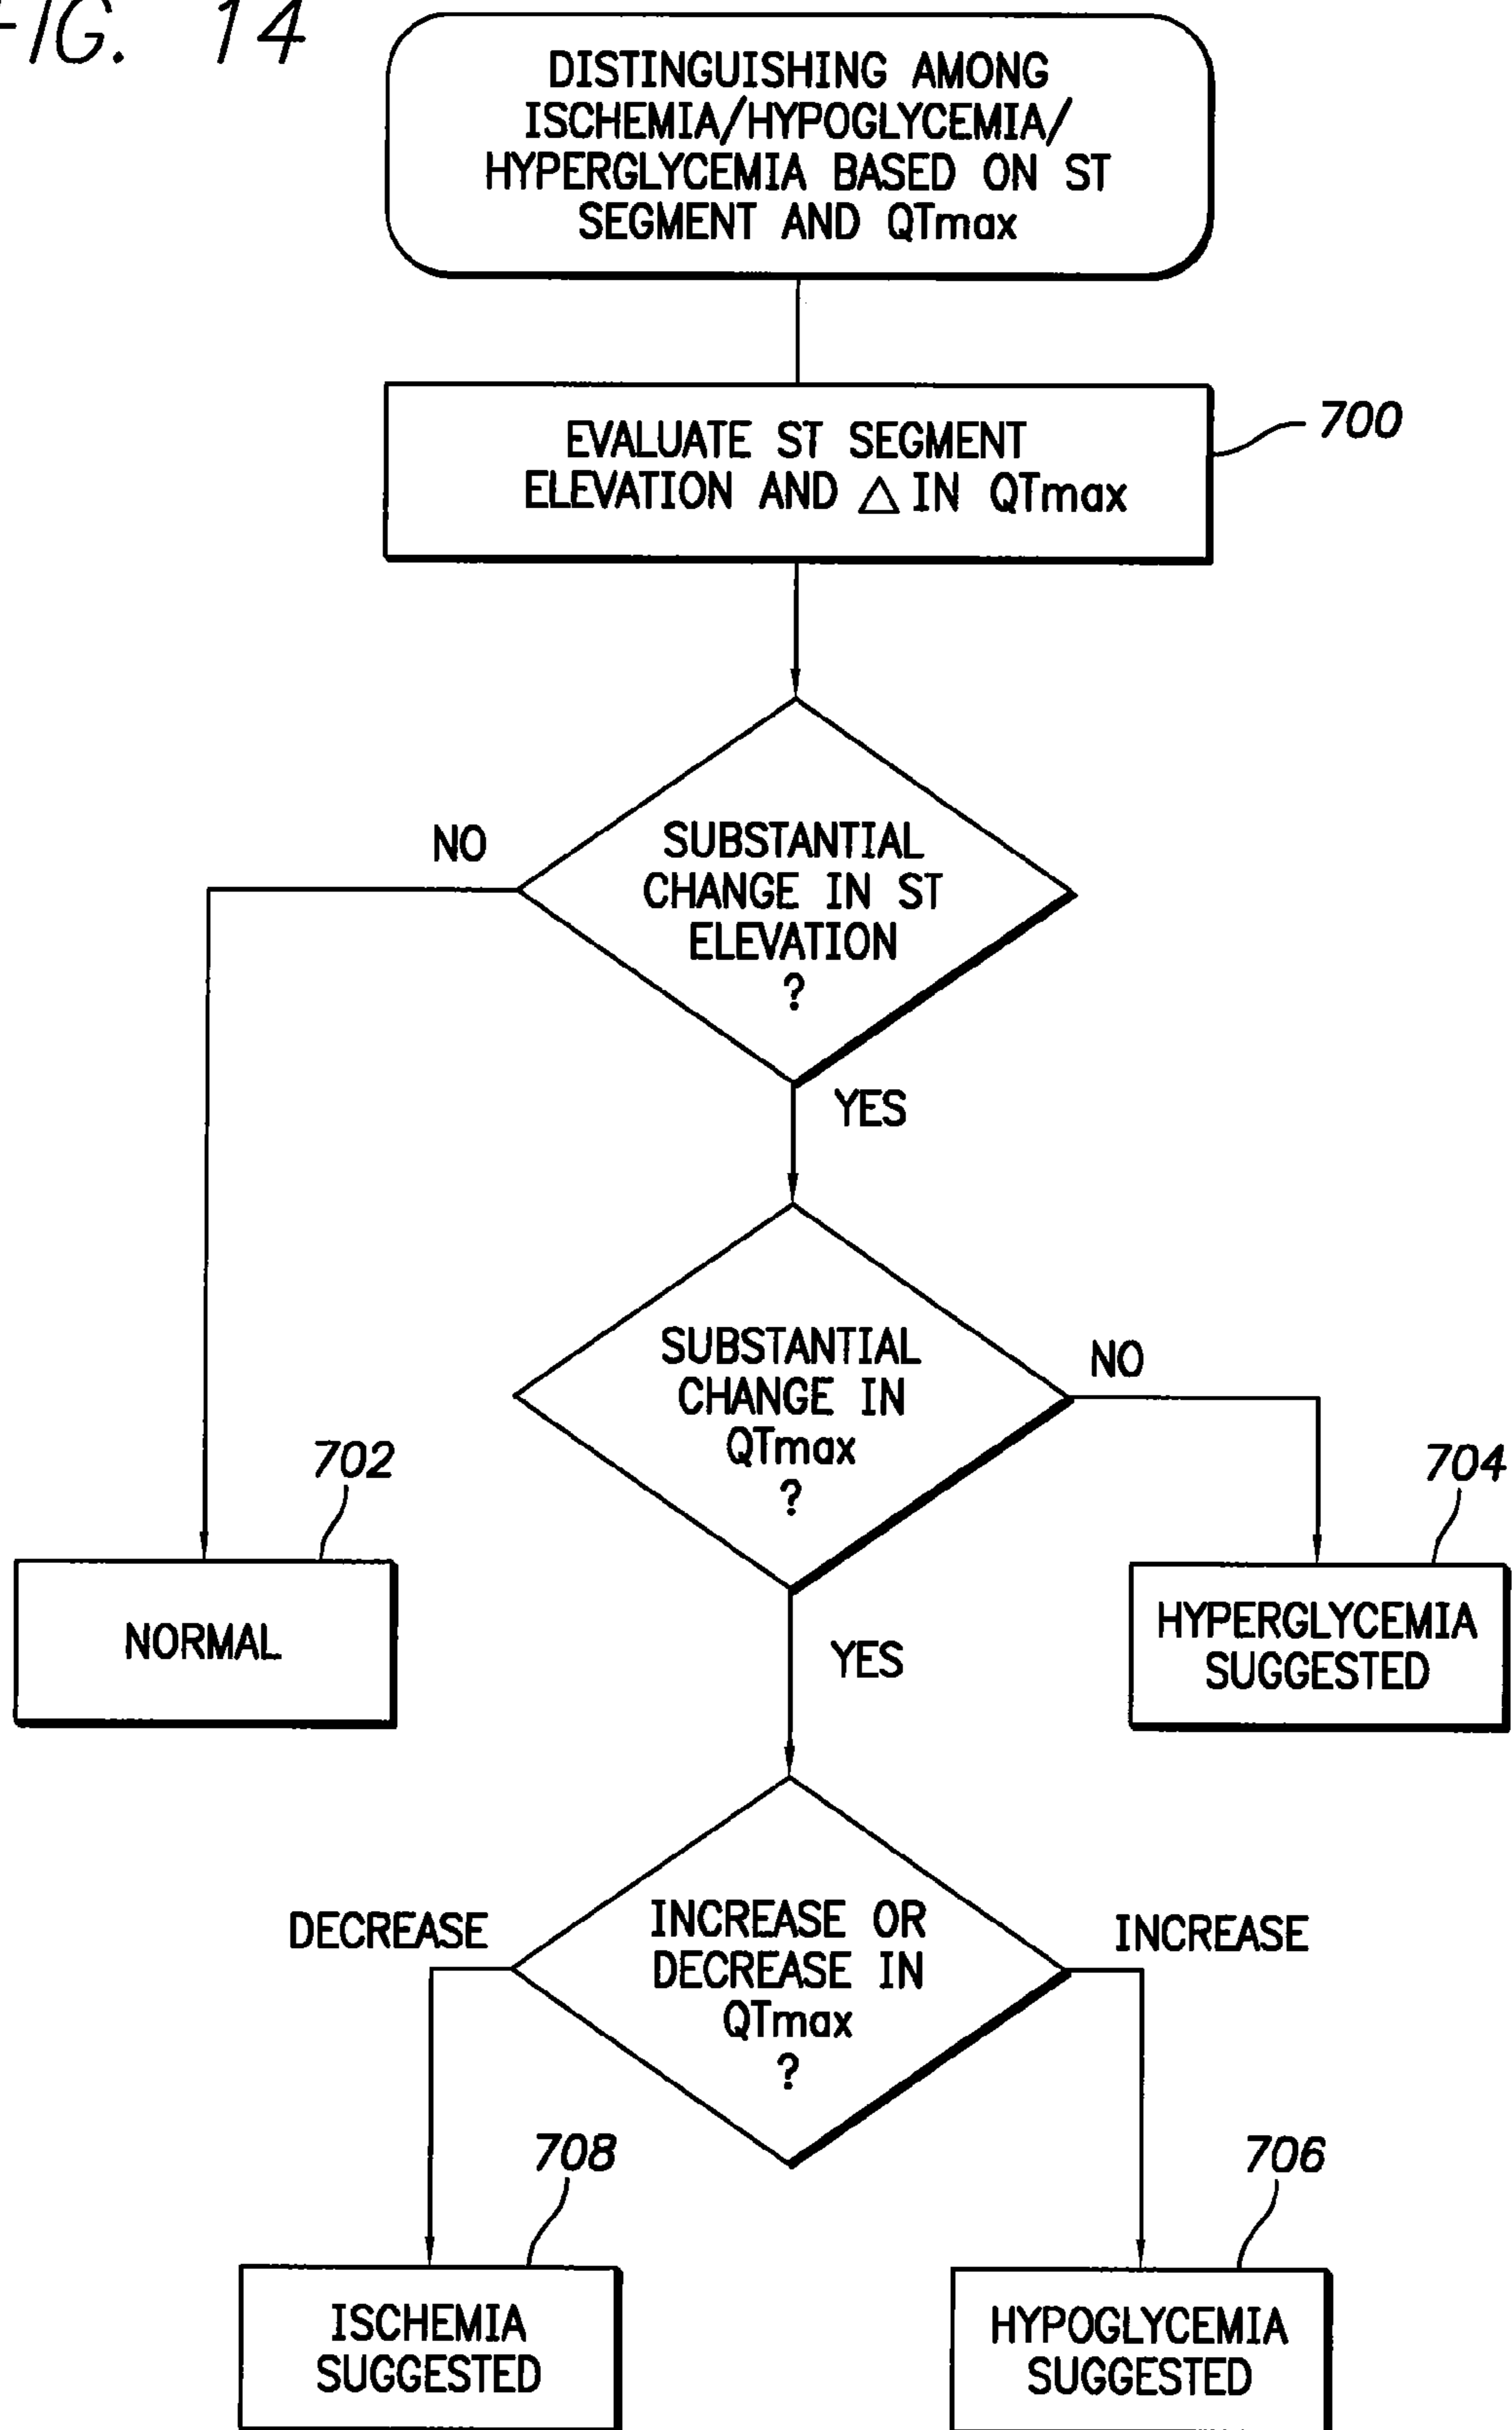 FIG. 14
DISTINGUISHING AMONG
ISCHEMIA/HYPOGLYCEMIA/
HYPERGLYCEMIA BASED ON ST
SEGMENT AND QTmax
EVALUATE ST SEGMENT
ELEVATION AND △ IN QTmax
700
SUBSTANTIAL
CHANGE IN ST
ELEVATION
?
NO
YES
SUBSTANTIAL
CHANGE IN
QTmax
?
NO
702
NORMAL
704
HYPERGLYCEMIA
SUGGESTED
YES
INCREASE OR
DECREASE IN
QTmax
?
DECREASE
INCREASE
708
ISCHEMIA
SUGGESTED
706
HYPOGLYCEMIA
SUGGESTED